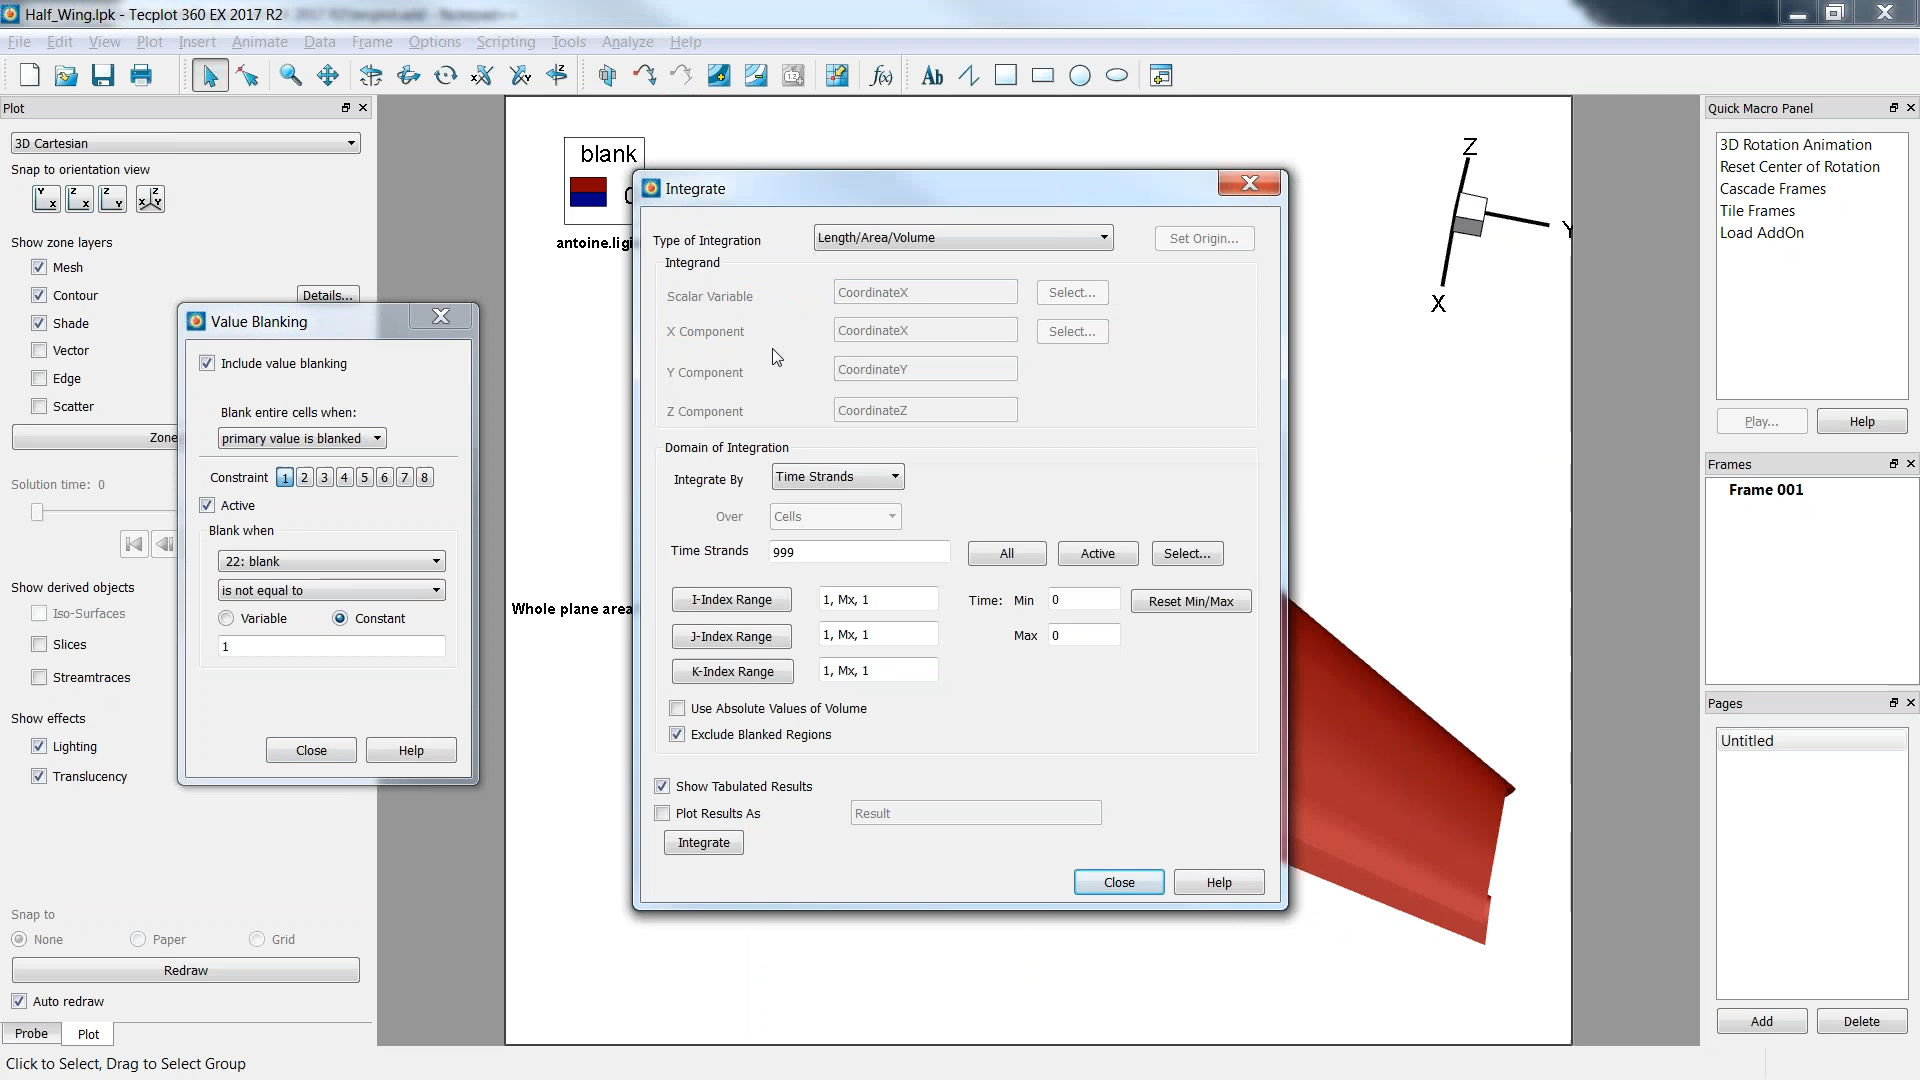 Half_Wing.lpk - Tecplot 360 EX 2017 R2
File Edit View Plot Insert Animate Data Frame Options Scripting Tools Analyze Help
Plot
3D Cartesian
Snap to orientation view
Show zone layers
Mesh
Contour
Details...
Shade
Vector
Edge
Scatter
Zone
Solution time: 0
Show derived objects
Iso-Surfaces
Slices
Streamtraces
Show effects
Lighting
Translucency
Snap to
None Paper Grid
Redraw
Auto redraw
Probe Plot
Click to Select, Drag to Select Group
Value Blanking
Include value blanking
Blank entire cells when:
primary value is blanked
Constraint 1 2 3 4 5 6 7 8
Active
Blank when
22: blank
is not equal to
Variable Constant
1
Close Help
blank
antoine.ligi
Whole plane area
Z
Y
X
Integrate
Type of Integration Length/Area/Volume Set Origin...
Integrand
Scalar Variable CoordinateX Select...
X Component CoordinateX Select...
Y Component CoordinateY
Z Component CoordinateZ
Domain of Integration
Integrate By Time Strands
Over Cells
Time Strands 999 All Active Select...
I-Index Range 1, Mx, 1 Time: Min 0 Reset Min/Max
J-Index Range 1, Mx, 1 Max 0
K-Index Range 1, Mx, 1
Use Absolute Values of Volume
Exclude Blanked Regions
Show Tabulated Results
Plot Results As Result
Integrate
Close Help
Quick Macro Panel
3D Rotation Animation
Reset Center of Rotation
Cascade Frames
Tile Frames
Load AddOn
Play... Help
Frames
Frame 001
Pages
Untitled
Add Delete